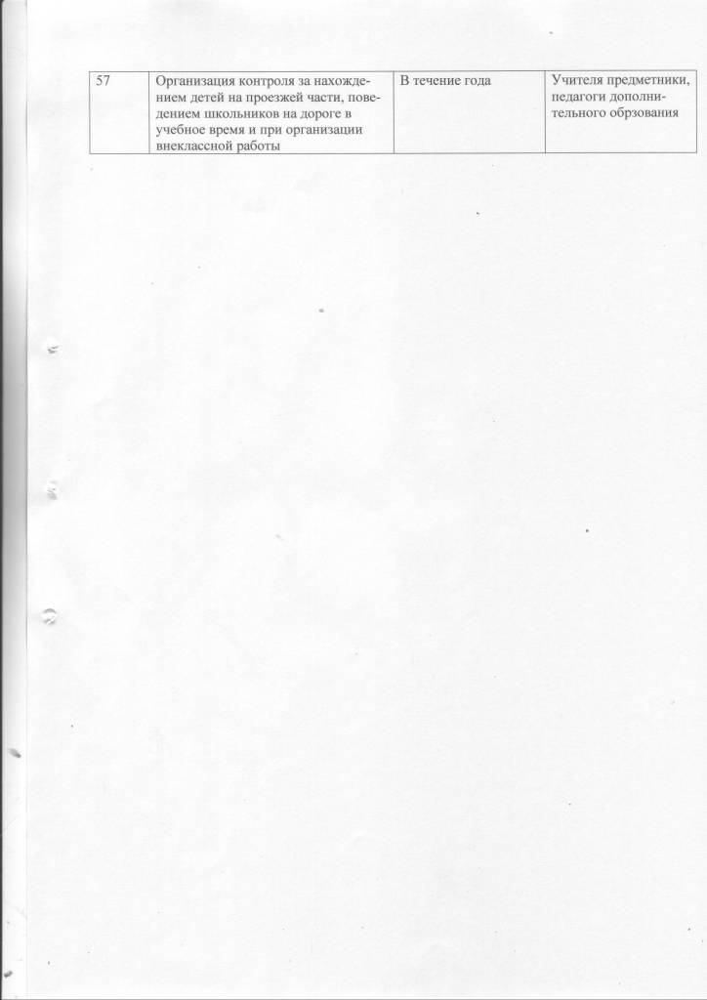 57
Организация контроля за нахожде-
нием детей на проезжей части, пове-
дением школьников на дороге в
учебное время и при организации
внеклассной работы
В течение года
Учителя предметники,
педагоги дополни-
тельного обрзования